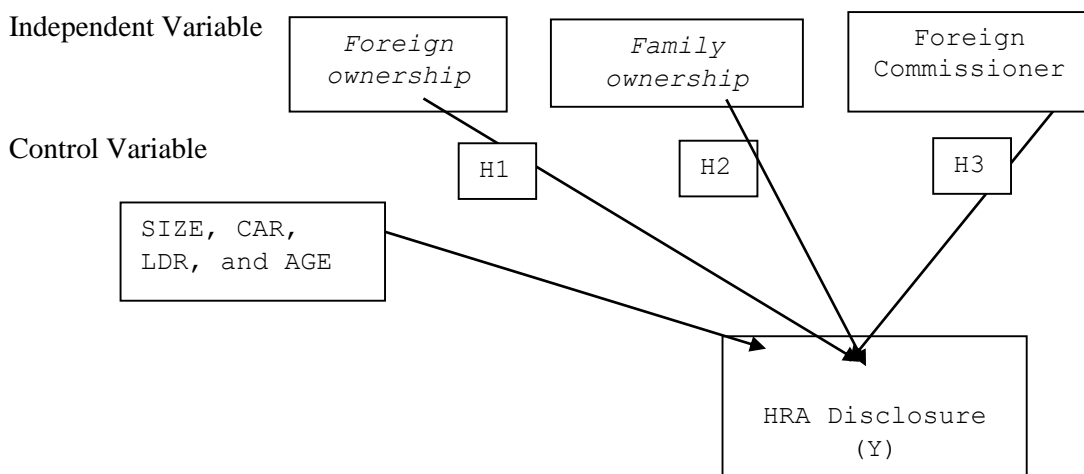 Independent Variable
Foreign
ownership
Family
ownership
Foreign
Commissioner
Control Variable
H1
H2
H3
SIZE, CAR,
LDR, and AGE
HRA Disclosure
(Y)